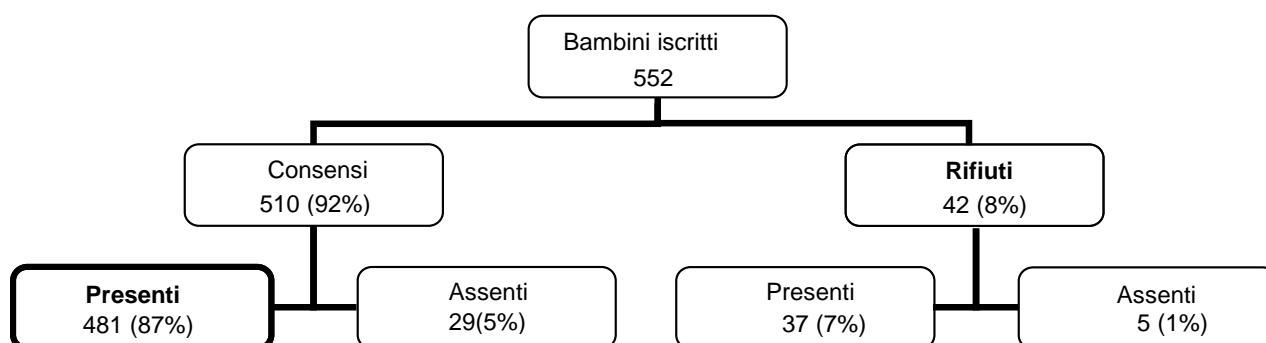 Bambini iscritti
552
Consensi
510 (92%)
Rifiuti
42 (8%)
Presenti
481 (87%)
Assenti
29(5%)
Presenti
37 (7%)
Assenti
5 (1%)